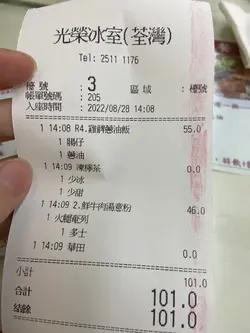 光榮冰室(荃灣)
Tel: 2511 1176
檯 號 : 3 區域 : 檯號
帳單號碼 : 205
入座時間 : 2022/08/28 14:08
1 14:08 R4.雞髀蔥油飯 55.0
1 腸仔
1 蔥油
1 14:09 凍檸茶 0.0
1 少冰
1 少甜
1 14:09 2.鮮牛肉湯意粉 46.0
1 火腿奄列
1 多士
1 14:09 華田 0.0
小計 101.0
合計 101.0
結餘 101.0